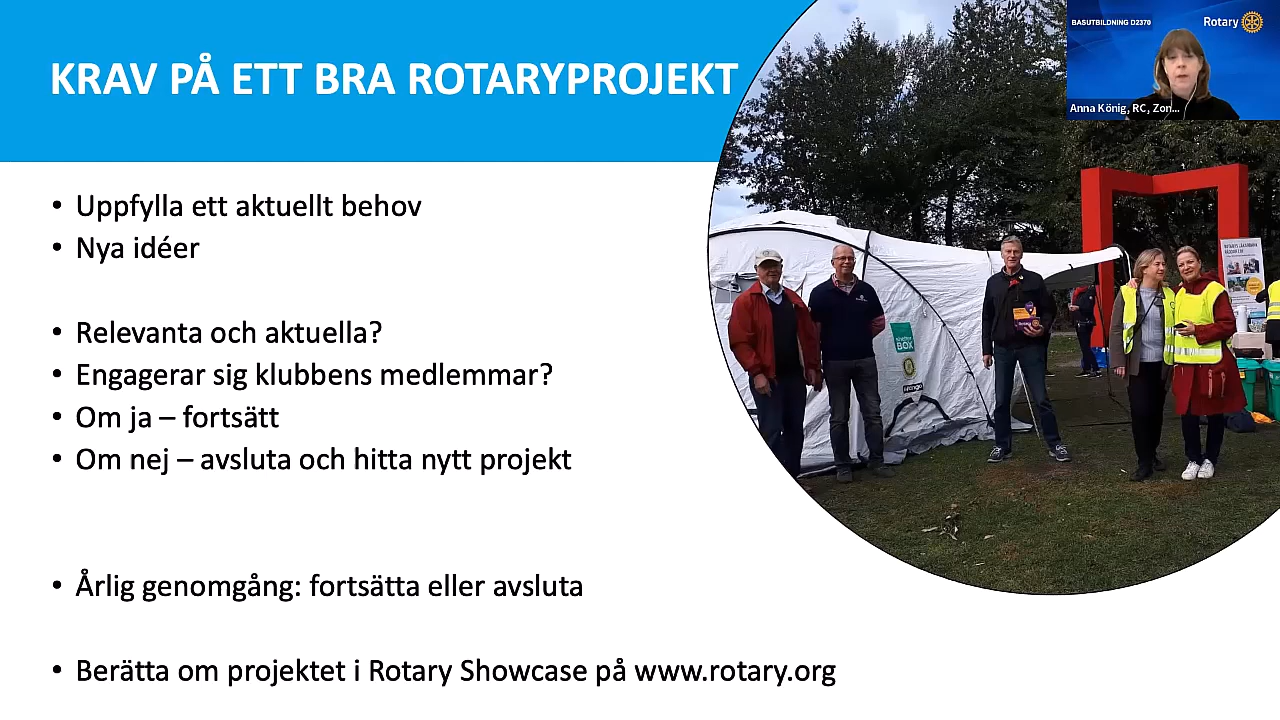 KRAV PÅ ETT BRA ROTARYPROJEKT
BASUTBILDNING D2370
Rotary
Anna König, RC, Zon...
• Uppfylla ett aktuellt behov
• Nya idéer
• Relevanta och aktuella?
• Engagerar sig klubbens medlemmar?
• Om ja – fortsätt
• Om nej – avsluta och hitta nytt projekt
• Årlig genomgång: fortsätta eller avsluta
• Berätta om projektet i Rotary Showcase på www.rotary.org
BOX